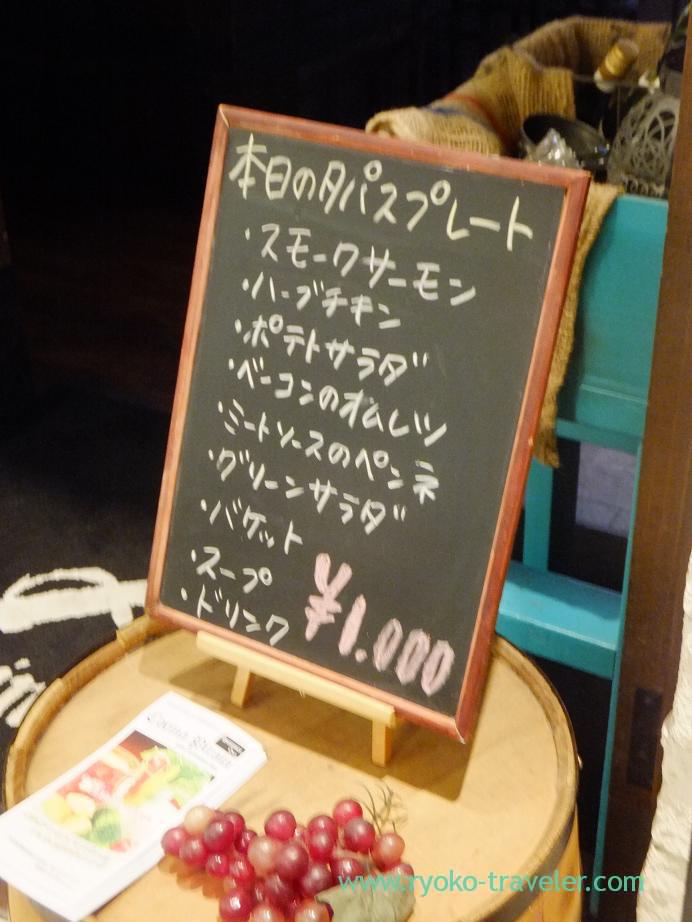 本日のタパスプレート
・スモークサーモン
・ハーブチキン
・ポテトサラダ
・ベーコンのオムレツ
・ミートソースのペンネ
・グリーンサラダ
・バケット
・スープ
・ドリンク
¥1.000
www.ryoko-traveler.com